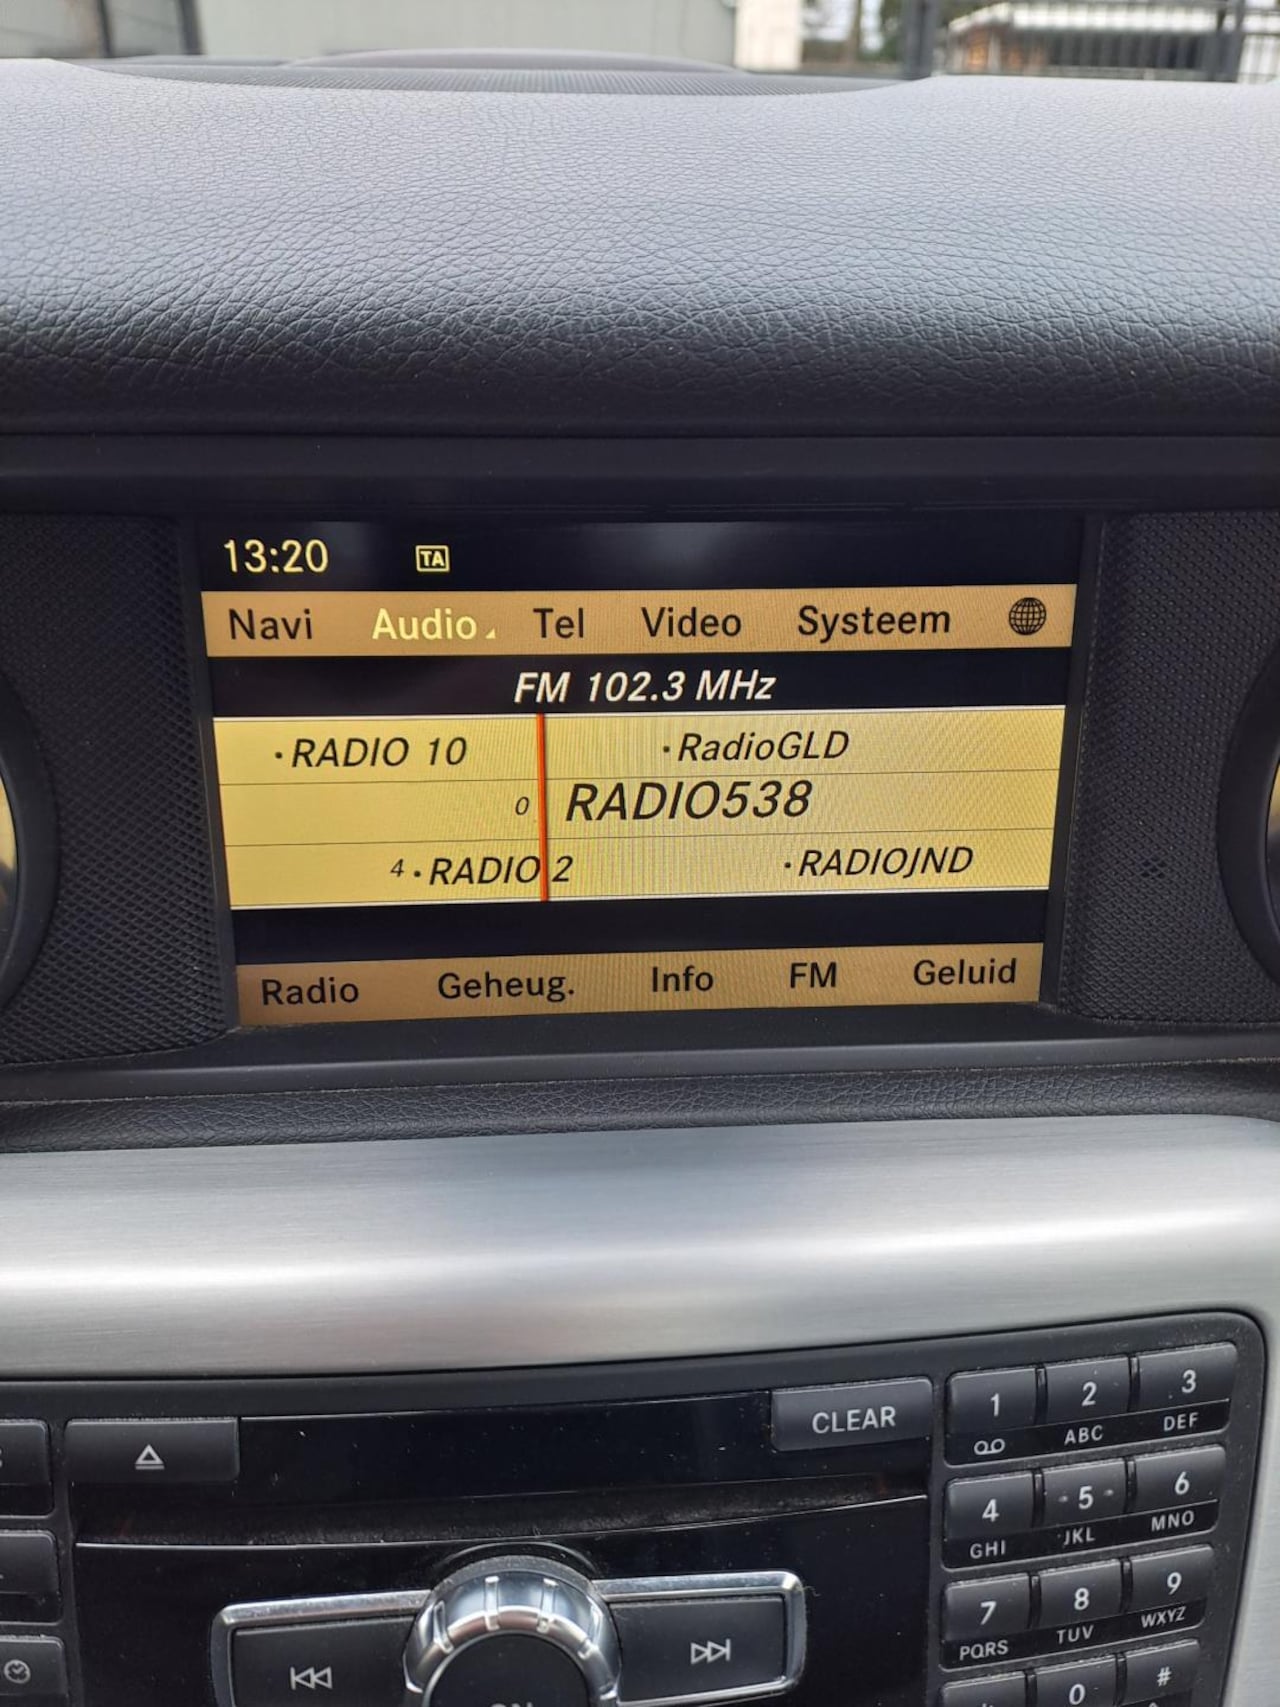 13:20 TA
Navi Audio Tel Video Systeem
FM 102.3 MHz
·RADIO 10 ·RadioGLD
0 RADIO538
4·RADIO 2 ·RADIOJND
Radio Geheug. Info FM Geluid
CLEAR
1 2 3
ABC DEF
4 5 6
GHI JKL MNO
7 8 9
PQRS TUV WXYZ
0 #